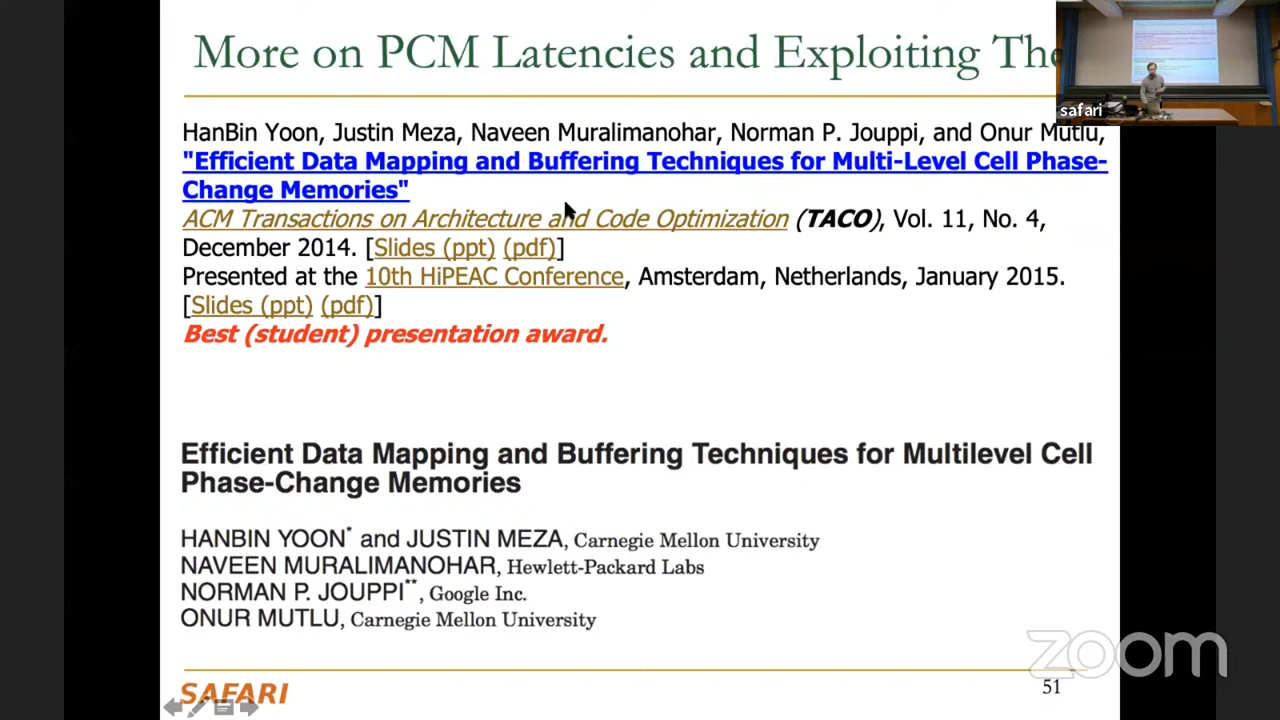 More on PCM Latencies and Exploiting The
safari
HanBin Yoon, Justin Meza, Naveen Muralimanohar, Norman P. Jouppi, and Onur Mutlu,
"Efficient Data Mapping and Buffering Techniques for Multi-Level Cell Phase-
Change Memories"
ACM Transactions on Architecture and Code Optimization (TACO), Vol. 11, No. 4,
December 2014. [Slides (ppt) (pdf)]
Presented at the 10th HiPEAC Conference, Amsterdam, Netherlands, January 2015.
[Slides (ppt) (pdf)]
Best (student) presentation award.
Efficient Data Mapping and Buffering Techniques for Multilevel Cell
Phase-Change Memories
HANBIN YOON* and JUSTIN MEZA, Carnegie Mellon University
NAVEEN MURALIMANOHAR, Hewlett-Packard Labs
NORMAN P. JOUPPI**, Google Inc.
ONUR MUTLU, Carnegie Mellon University
zoom
SAFARI
51